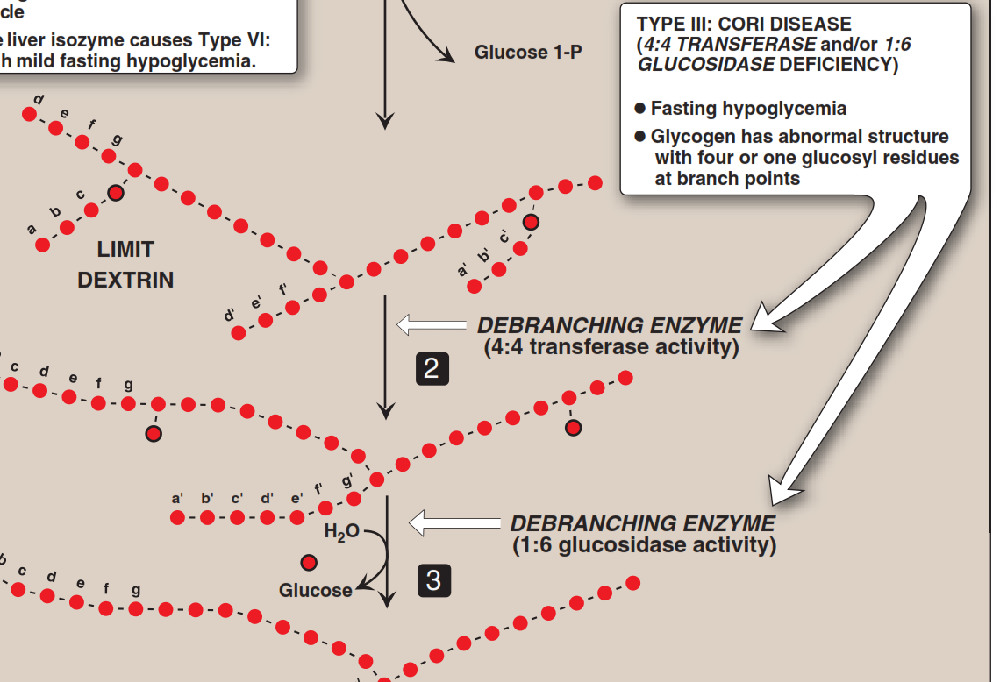 cle
liver isozyme causes Type VI:
h mild fasting hypoglycemia.
Glucose 1-P
TYPE III: CORI DISEASE
(4:4 TRANSFERASE and/or 1:6
GLUCOSIDASE DEFICIENCY)
● Fasting hypoglycemia
● Glycogen has abnormal structure
with four or one glucosyl residues
at branch points
d e f g
a b c
LIMIT
DEXTRIN
d' e' f'
a' b' c'
DEBRANCHING ENZYME
(4:4 transferase activity)
2
c d e f g
a' b' c' d' e' f' g'
DEBRANCHING ENZYME
(1:6 glucosidase activity)
H₂O
Glucose
3
b c d e f g